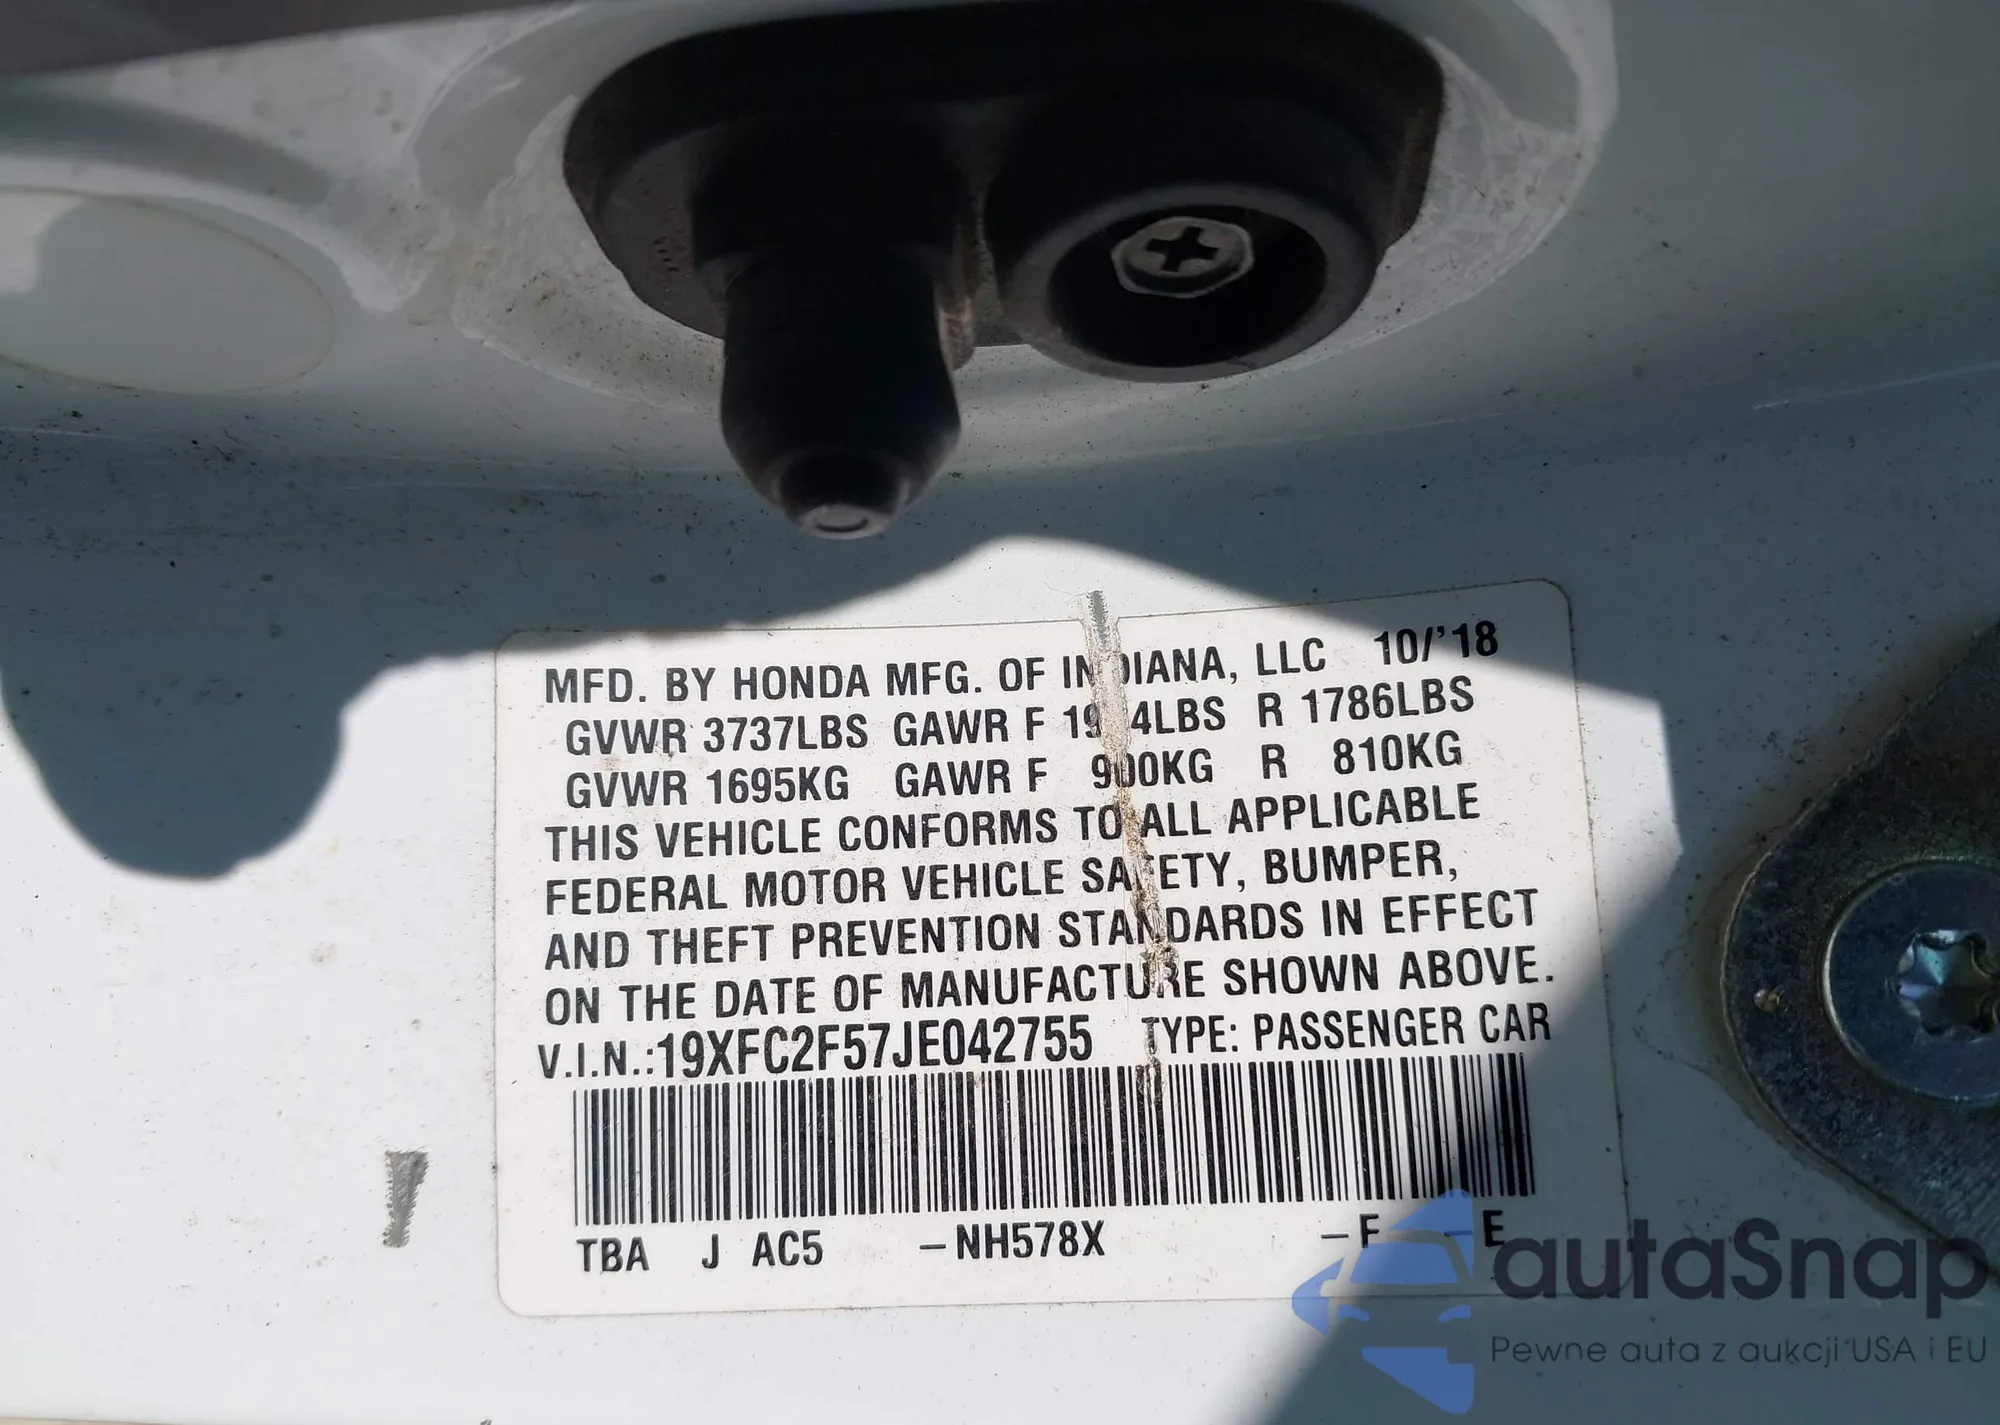 MFD. BY HONDA MFG. OF INDIANA, LLC 10/'18
GVWR 3737LBS GAWR F 1984LBS R 1786LBS
GVWR 1695KG GAWR F 900KG R 810KG
THIS VEHICLE CONFORMS TO ALL APPLICABLE
FEDERAL MOTOR VEHICLE SAFETY, BUMPER,
AND THEFT PREVENTION STANDARDS IN EFFECT
ON THE DATE OF MANUFACTURE SHOWN ABOVE.
V.I.N.:19XFC2F57JE042755 TYPE: PASSENGER CAR
TBA J AC5 –NH578X –F –E
autaSnap
Pewne auta z aukcji USA i EU